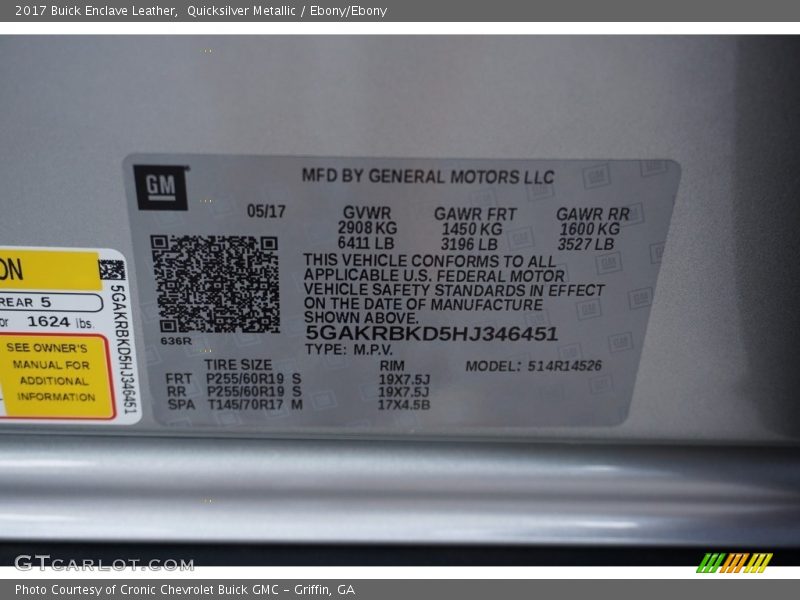 2017 Buick Enclave Leather, Quicksilver Metallic / Ebony/Ebony
GM
MFD BY GENERAL MOTORS LLC
05/17
GVWR GAWR FRT GAWR RR
2908 KG 1450 KG 1600 KG
6411 LB 3196 LB 3527 LB
THIS VEHICLE CONFORMS TO ALL
APPLICABLE U.S. FEDERAL MOTOR
VEHICLE SAFETY STANDARDS IN EFFECT
ON THE DATE OF MANUFACTURE
SHOWN ABOVE.
5GAKRBKD5HJ346451
TYPE: M.P.V.
636R
TIRE SIZE RIM MODEL: 514R14526
FRT P255/60R19 S 19X7.5J
RR P255/60R19 S 19X7.5J
SPA T145/70R17 M 17X4.5B
ON
REAR 5
or 1624 lbs.
SEE OWNER'S
MANUAL FOR
ADDITIONAL
INFORMATION
5GAKRBKD5HJ346451
GTCARLOT.COM
Photo Courtesy of Cronic Chevrolet Buick GMC - Griffin, GA